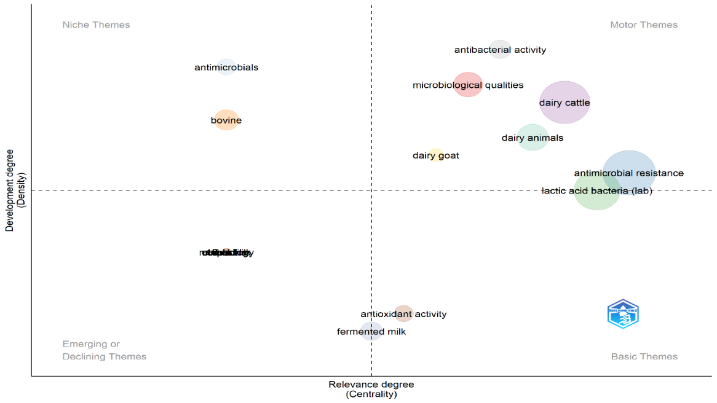 Niche Themes
Motor Themes
antibacterial activity
antimicrobials
microbiological qualities
dairy cattle
bovine
dairy animals
dairy goat
antimicrobial resistance
lactic acid bacteria (lab)
antioxidant activity
fermented milk
Emerging or
Declining Themes
Basic Themes
Development degree
(Density)
Relevance degree
(Centrality)